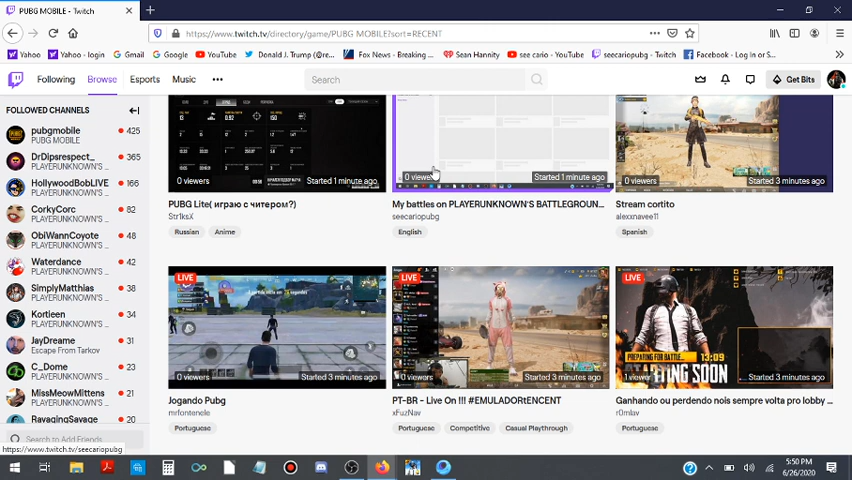 PUBG MOBILE - Twitch
https://www.twitch.tv/directory/game/PUBG MOBILE?sort=RECENT
Yahoo Yahoo - login Gmail Google YouTube Donald J. Trump (@re... Fox News - Breaking ... Sean Hannity see cario - YouTube seecariopubg - Twitch Facebook - Log In or S...
Following Browse Esports Music Search Get Bits
FOLLOWED CHANNELS
pubgmobile 425
PUBG MOBILE
DrDipsrespect_ 365
PLAYERUNKNOWN'S ...
HollywoodBobLIVE 166
PLAYERUNKNOWN'S ...
CorkyCorc 82
PLAYERUNKNOWN'S ...
ObiWannCoyote 48
PLAYERUNKNOWN'S ...
Waterdance 42
PLAYERUNKNOWN'S ...
SimplyMatthias 38
PLAYERUNKNOWN'S ...
Kortieen 34
PLAYERUNKNOWN'S ...
JayDreame 31
Escape From Tarkov
C_Dome 23
PLAYERUNKNOWN'S ...
MissMeowMittens 21
PLAYERUNKNOWN'S ...
RavagingSavage 20
Search to Add Friends
https://www.twitch.tv/seecariopubg
0 viewers Started 1 minute ago
PUBG Lite( играю с читером?)
Str1ksX
Russian Anime
0 viewers Started 1 minute ago
My battles on PLAYERUNKNOWN'S BATTLEGROUN...
seecariopubg
English
0 viewers Started 3 minutes ago
Stream cortito
alexxnavee11
Spanish
LIVE
0 viewers Started 3 minutes ago
Jogando Pubg
mrfontenele
Portuguese
LIVE
0 viewers Started 3 minutes ago
PT-BR - Live On !!! #EMULADORtENCENT
xFuzNav
Portuguese Competitive Casual Playthrough
LIVE
PREPARING FOR BATTLE... 13:09
STARTING SOON
1 viewer Started 3 minutes ago
Ganhando ou perdendo nois sempre volta pro lobby ...
r0mlav
Portuguese
5:50 PM
6/26/2020